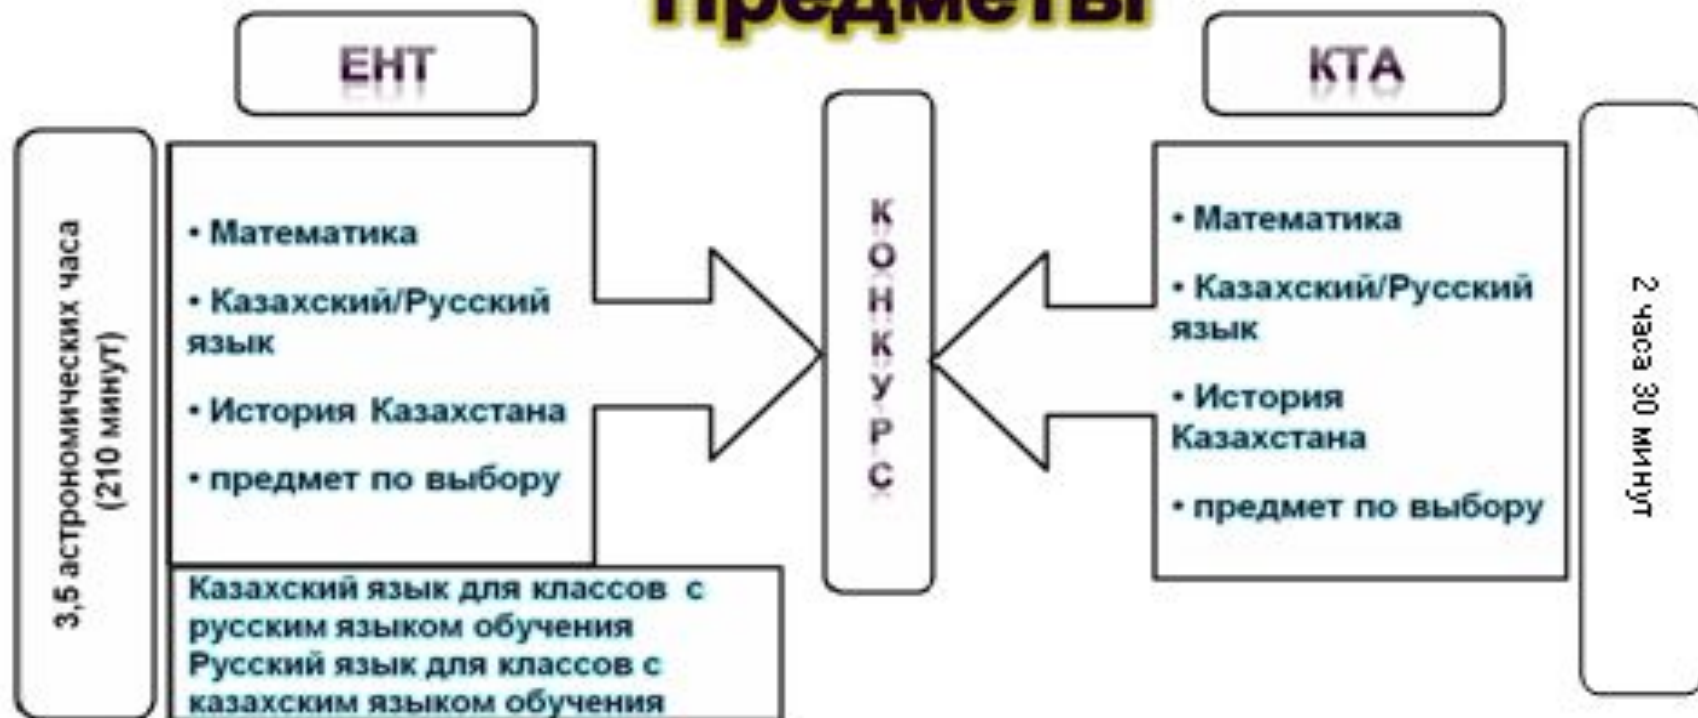 Предметы
ЕНТ
КТА
3,5 астрономических часа
(210 минут)
• Математика
• Казахский/Русский
язык
• История Казахстана
• предмет по выбору
Казахский язык для классов с
русским языком обучения
Русский язык для классов с
казахским языком обучения
КОНКУРС
• Математика
• Казахский/Русский
язык
• История
Казахстана
• предмет по выбору
2 часа 30 минут